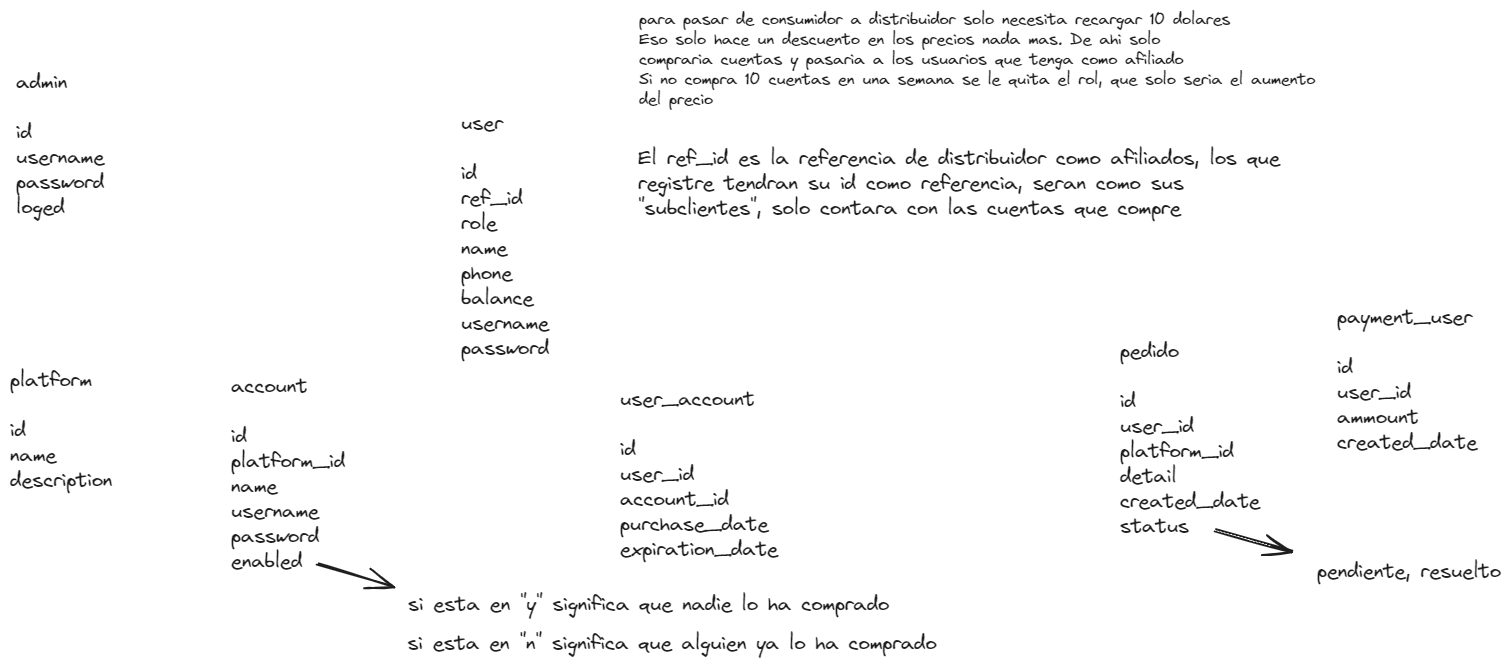 para pasar de consumidor a distribuidor solo necesita recargar 10 dolares
Eso solo hace un descuento en los precios nada mas. De ahi solo
compraria cuentas y pasaria a los usuarios que tenga como afiliado
Si no compra 10 cuentas en una semana se le quita el rol, que solo seria el aumento
del precio
admin
id
username
password
loged
user
id
ref_id
role
name
phone
balance
username
password
El ref_id es la referencia de distribuidor como afiliados, los que
registre tendran su id como referencia, seran como sus
"subclientes", solo contara con las cuentas que compre
platform
id
name
description
account
id
platform_id
name
username
password
enabled
si esta en "y" significa que nadie lo ha comprado
si esta en "n" significa que alguien ya lo ha comprado
user_account
id
user_id
account_id
purchase_date
expiration_date
pedido
id
user_id
platform_id
detail
created_date
status
pendiente, resuelto
payment_user
id
user_id
ammount
created_date